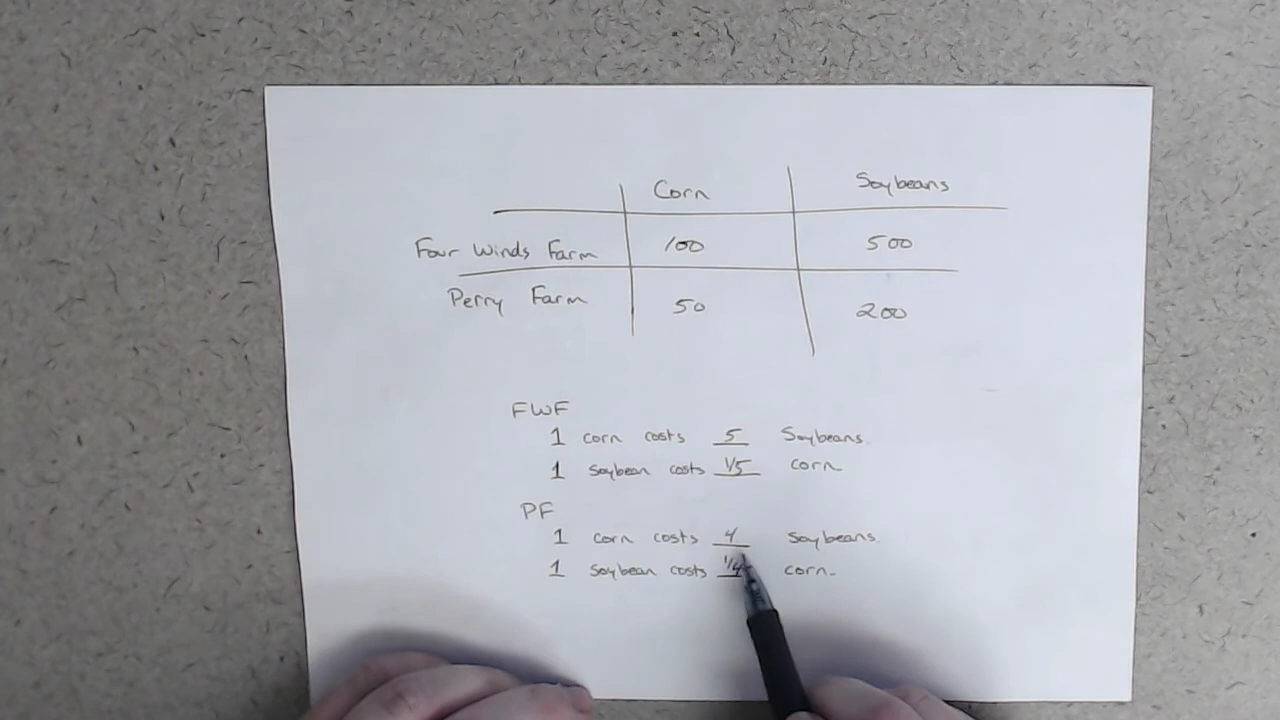 Corn Soybeans
Four Winds Farm 100 500
Perry Farm 50 200
FWF
1 corn costs 5 Soybeans.
1 Soybean costs 1/5 corn
PF
1 corn costs 4 Soybeans.
1 Soybean costs 1/4 corn.